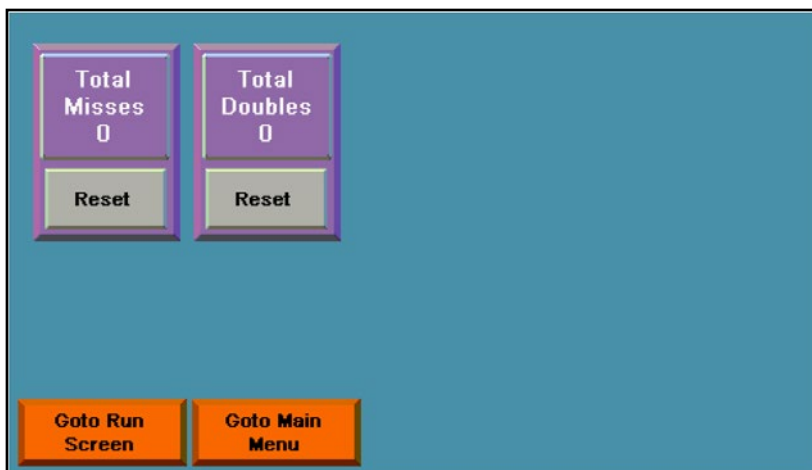 Total
Misses
0
Reset
Total
Doubles
0
Reset
Goto Run
Screen
Goto Main
Menu